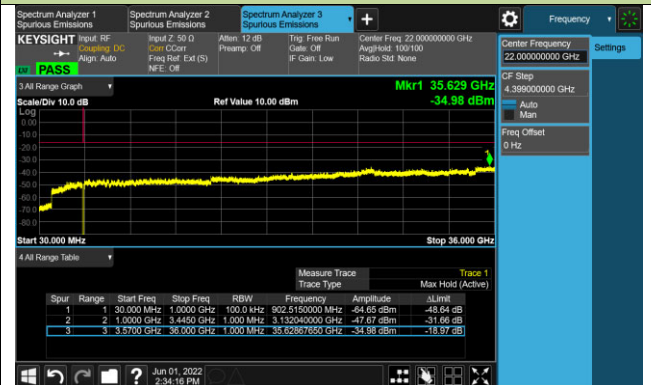 Spectrum Analyzer 1
Spurious Emissions
Spectrum Analyzer 2
Spurious Emissions
Spectrum Analyzer 3
Spurious Emissions
Frequency
KEYSIGHT
Input: RF
Coupling: DC
Align: Auto
Input Z: 50 Ω
Corr CCorr
Freq Ref: Ext (S)
NFE: Off
Atten: 12 dB
Preamp: Off
Trig: Free Run
Gate: Off
IF Gain: Low
Center Freq: 22.000000000 GHz
Avg|Hold: 100/100
Radio Std: None
PASS
Center Frequency
22.000000000 GHz
Settings
CF Step
4.399000000 GHz
Auto
Man
Freq Offset
0 Hz
3 All Range Graph
Mkr1 35.629 GHz
Scale/Div 10.0 dB
Ref Value 10.00 dBm
-34.98 dBm
Log
0.00
-10.0
-20.0
-30.0
-40.0
-50.0
-60.0
-70.0
-80.0
1
Start 30.000 MHz
Stop 36.000 GHz
4 All Range Table
Measure Trace Trace 1
Trace Type Max Hold (Active)
Spur Range Start Freq Stop Freq RBW Frequency Amplitude ΔLimit
1 1 30.000 MHz 1.0000 GHz 100.0 kHz 902.5150000 MHz -64.65 dBm -48.64 dB
2 2 1.0000 GHz 3.4450 GHz 1.000 MHz 3.132040000 GHz -47.67 dBm -31.66 dB
3 3 3.5700 GHz 36.000 GHz 1.000 MHz 35.62867650 GHz -34.98 dBm -18.97 dB
Jun 01, 2022
2:34:16 PM